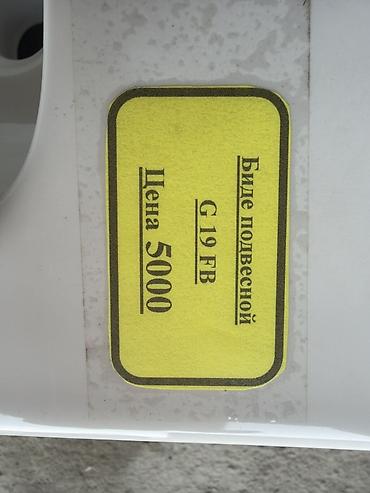 Биде подвесной
G 19 FB
Цена 5000